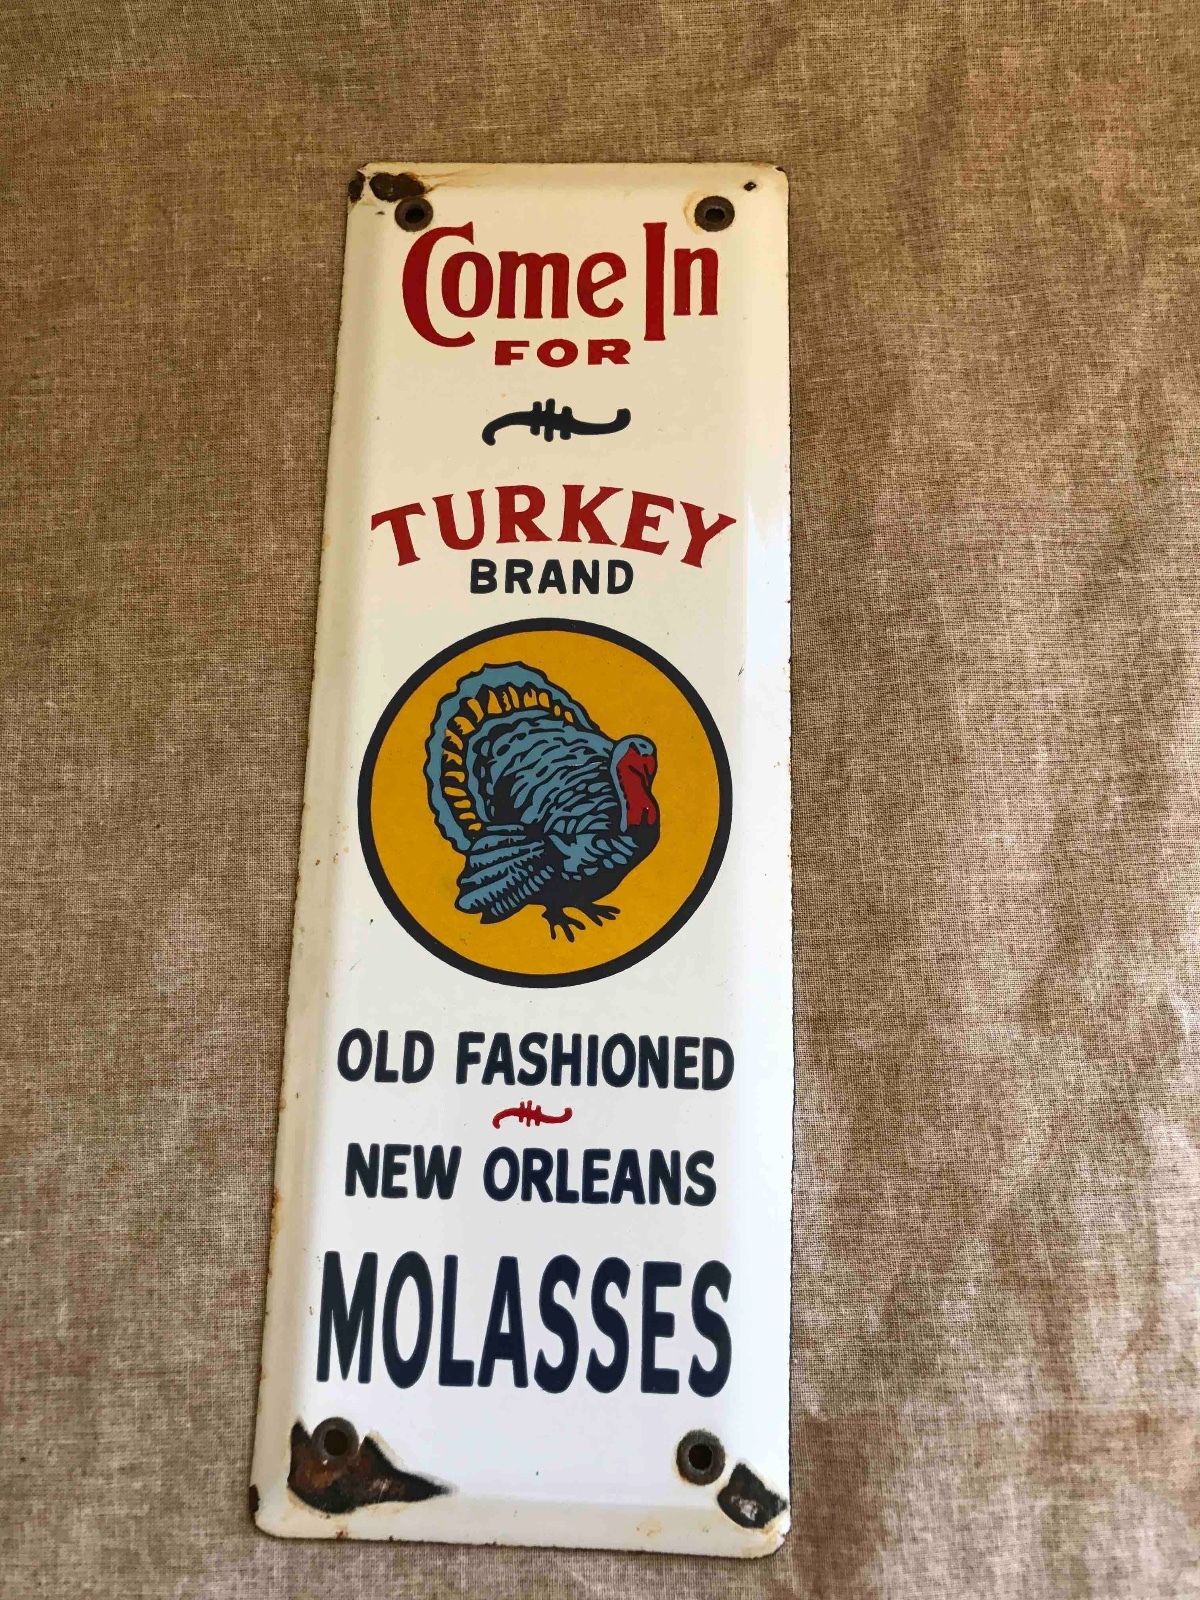 Come In
FOR
TURKEY
BRAND
OLD FASHIONED
NEW ORLEANS
MOLASSES